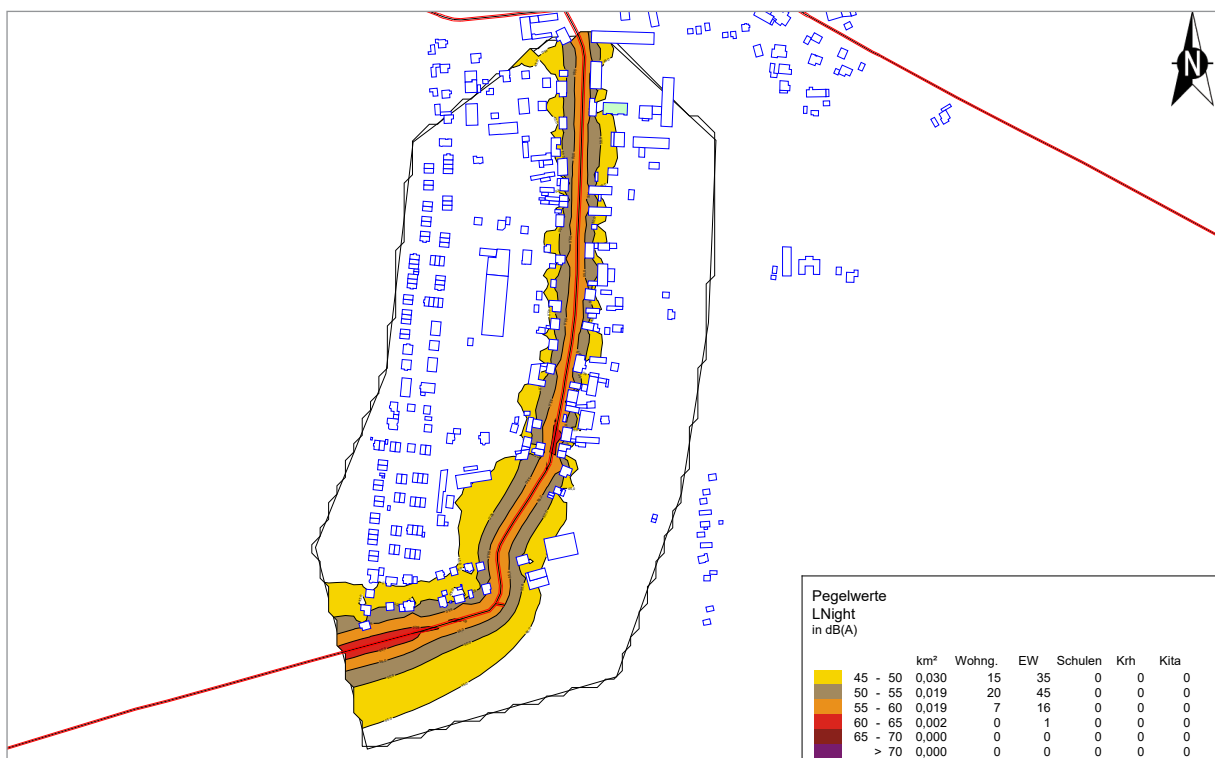 N
Pegelwerte
LNight
in dB(A)
km² Wohng. EW Schulen Krh Kita
45 - 50 0,030 15 35 0 0 0
50 - 55 0,019 20 45 0 0 0
55 - 60 0,019 7 16 0 0 0
60 - 65 0,002 0 1 0 0 0
65 - 70 0,000 0 0 0 0 0
> 70 0,000 0 0 0 0 0